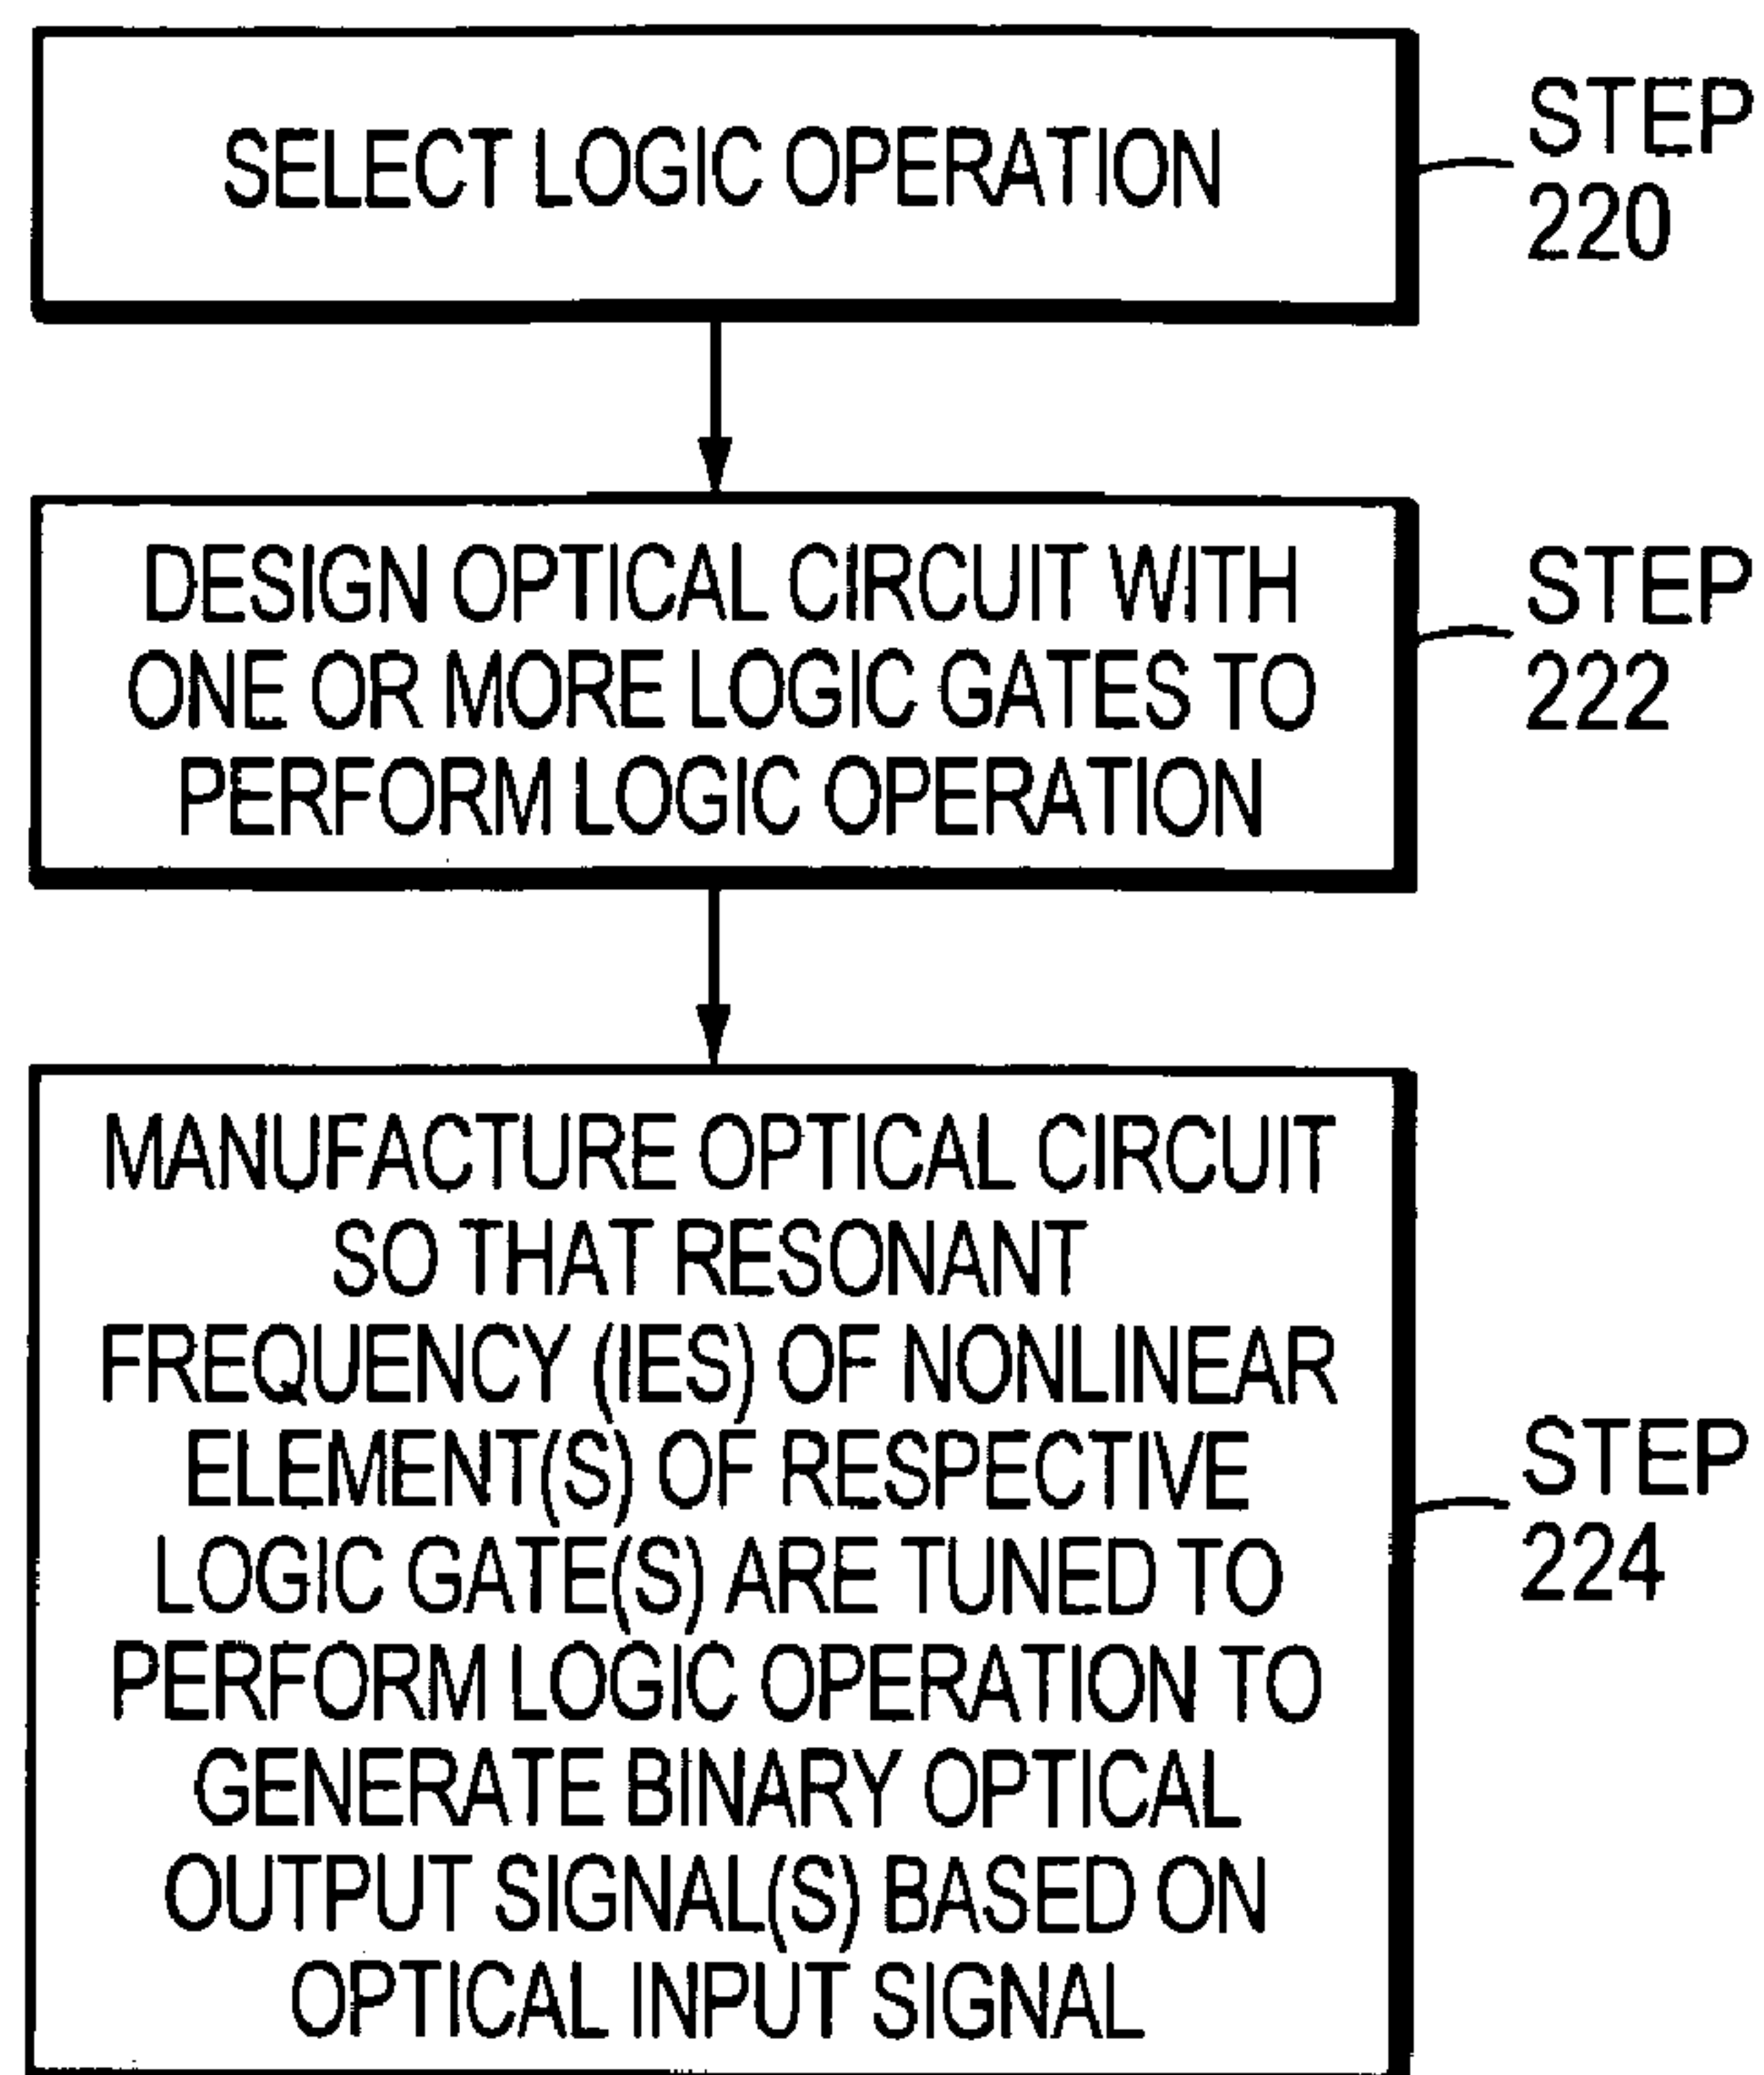 SELECT LOGIC OPERATION
STEP
220
DESIGN OPTICAL CIRCUIT WITH
ONE OR MORE LOGIC GATES TO
PERFORM LOGIC OPERATION
STEP
222
MANUFACTURE OPTICAL CIRCUIT
SO THAT RESONANT
FREQUENCY (IES) OF NONLINEAR
ELEMENT(S) OF RESPECTIVE
LOGIC GATE(S) ARE TUNED TO
PERFORM LOGIC OPERATION TO
GENERATE BINARY OPTICAL
OUTPUT SIGNAL(S) BASED ON
OPTICAL INPUT SIGNAL
STEP
224